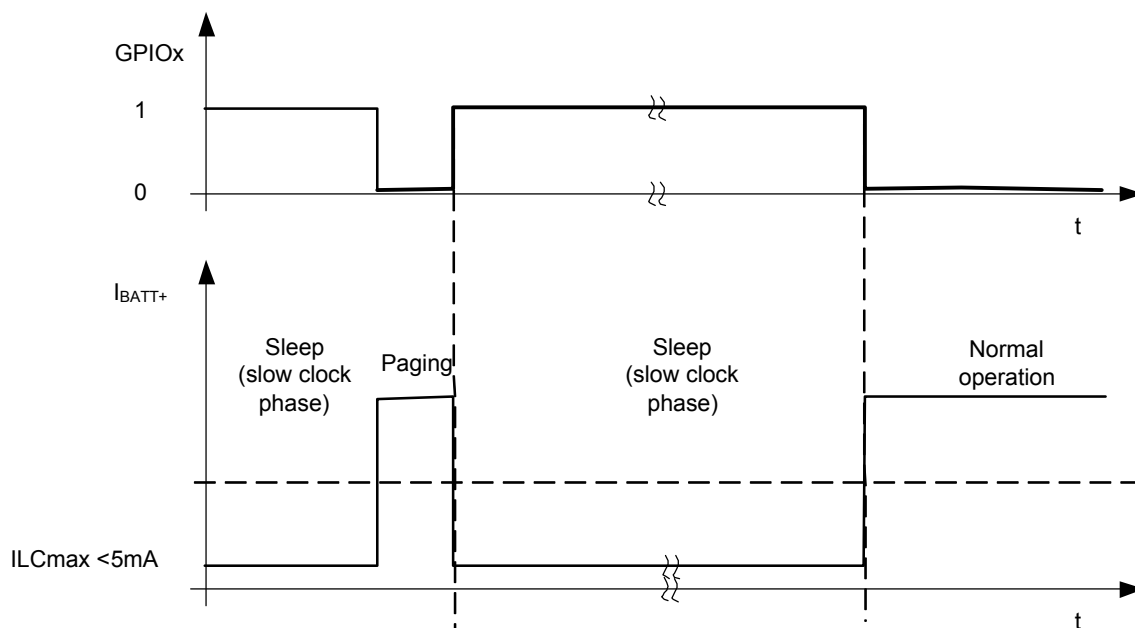 GPIOx
1
0
t
IBATT+
Sleep
(slow clock
phase)
Paging
Sleep
(slow clock
phase)
Normal
operation
ILCmax <5mA
t